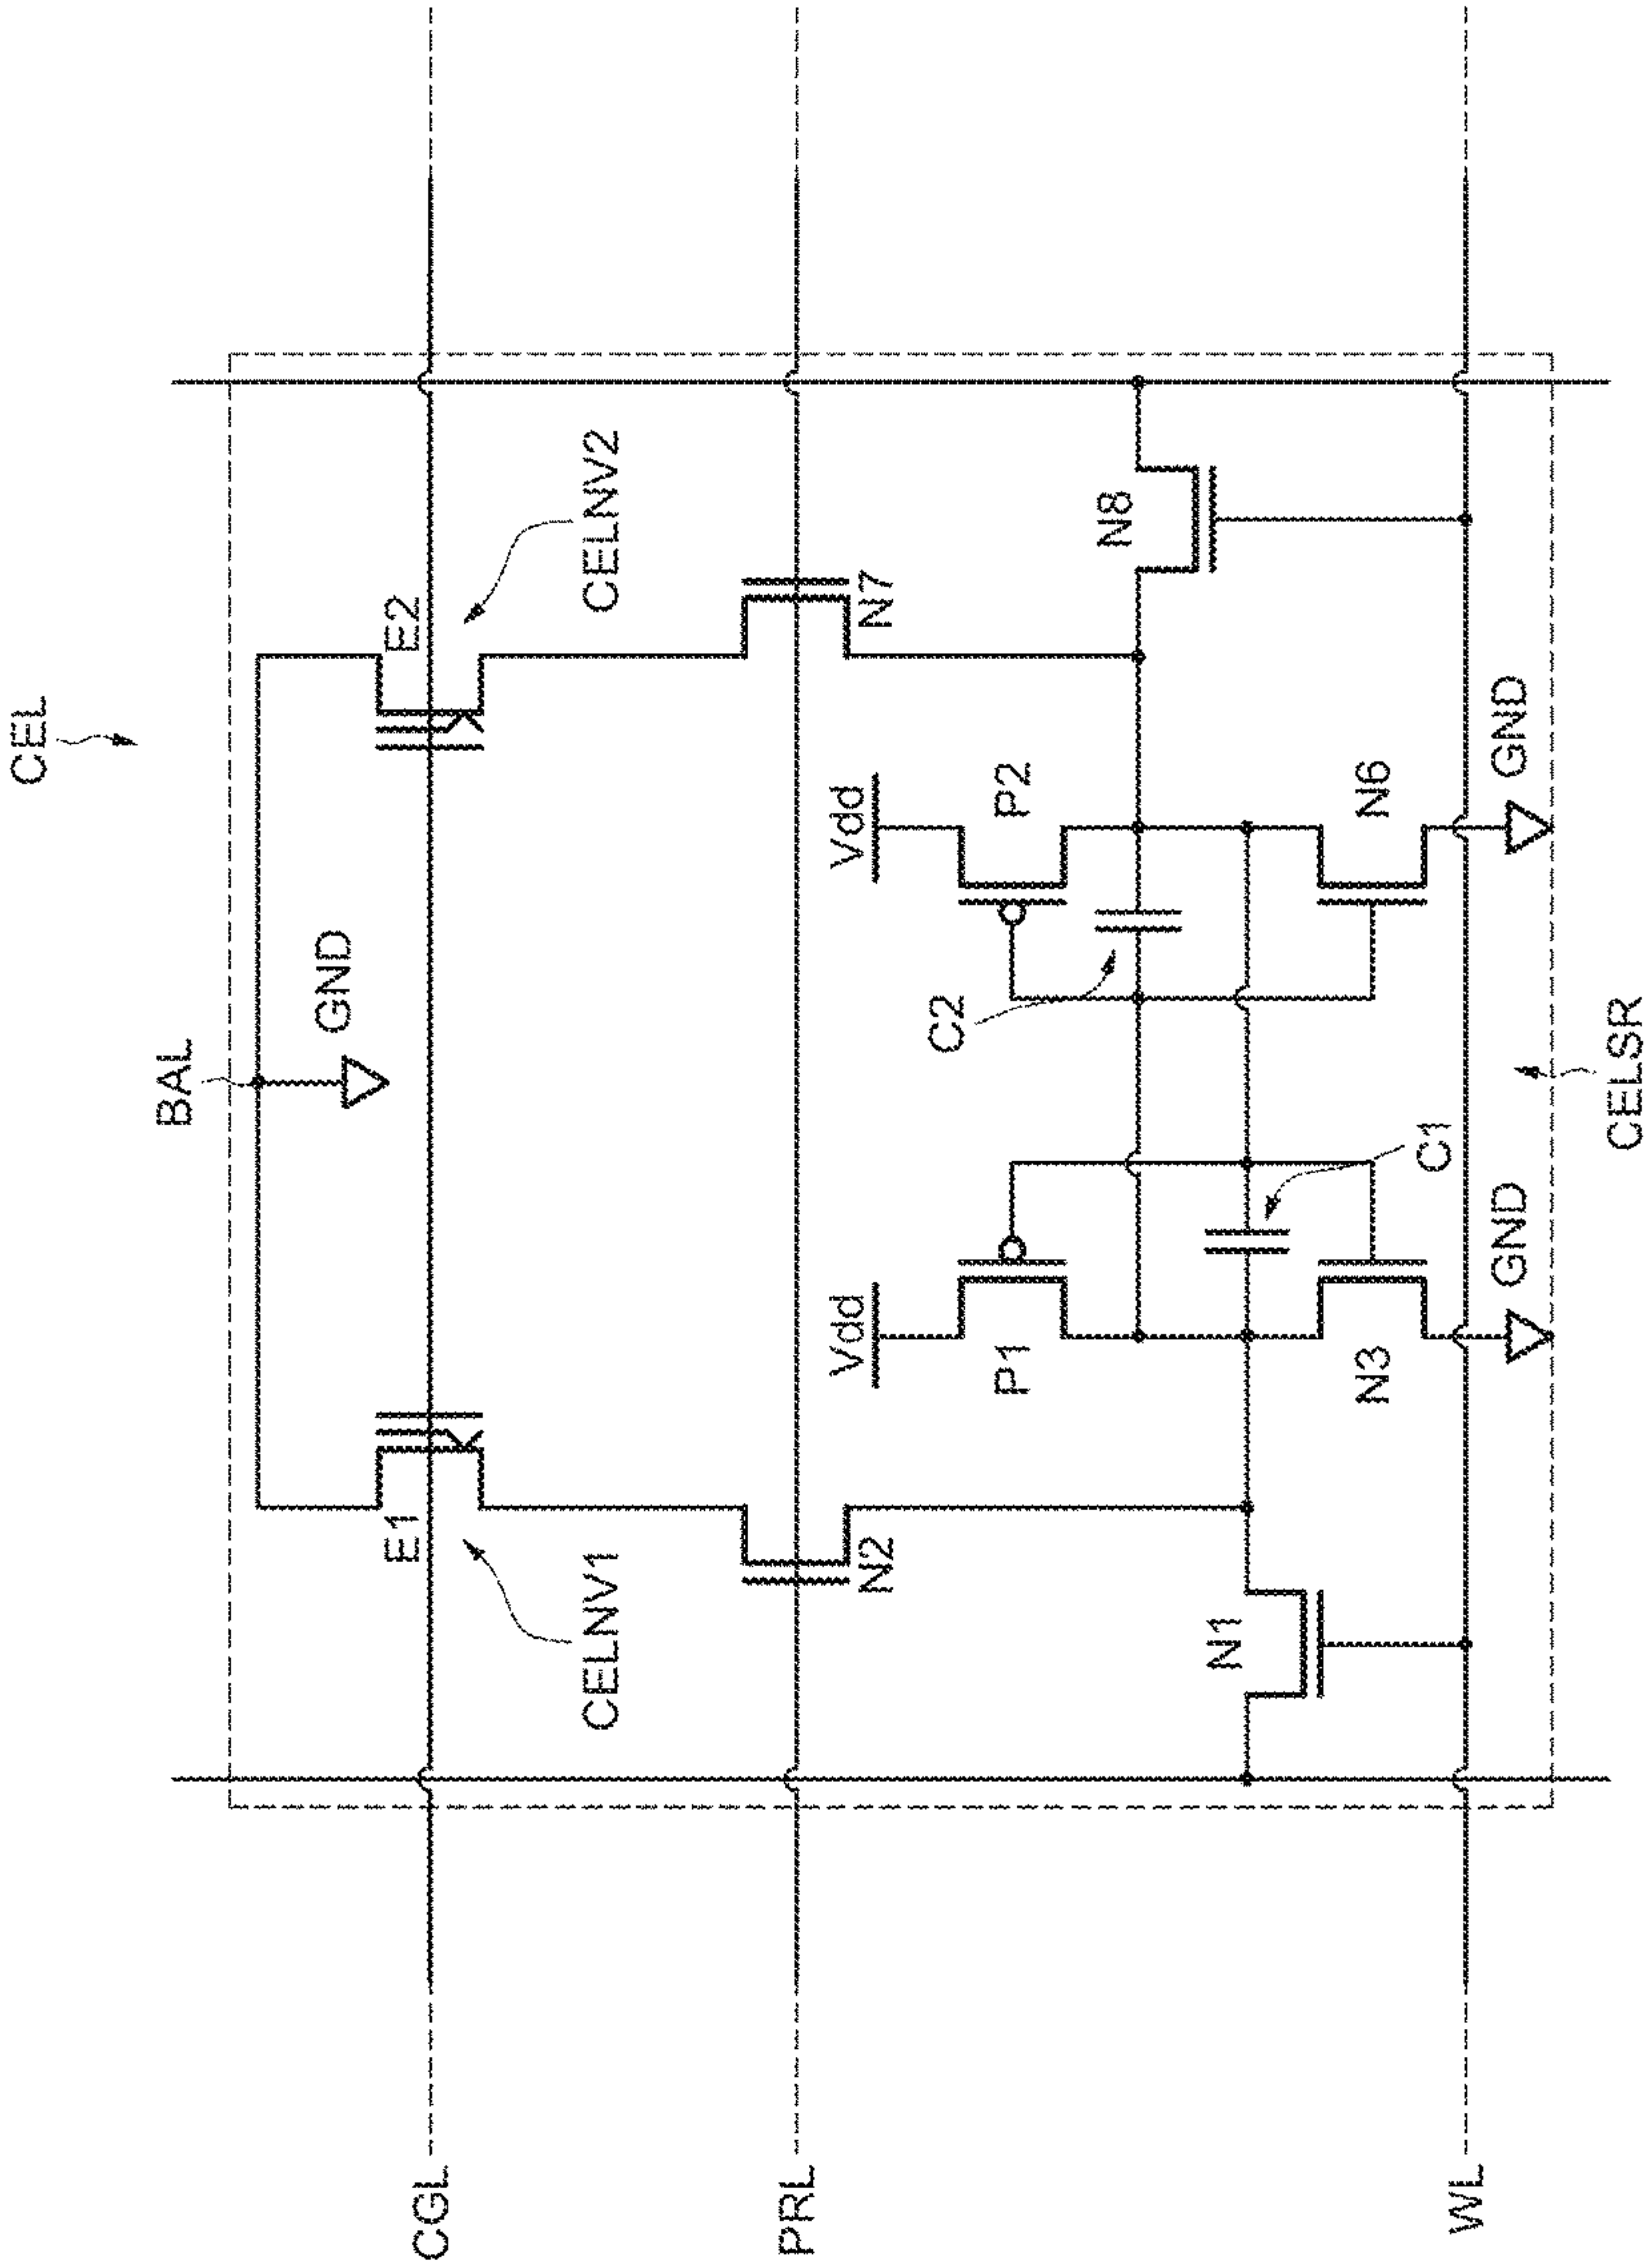 CEL
BAL
GND
CGL
E1
E2
CELNV1
CELNV2
PRL
Vdd
Vdd
N2
N7
C2
P1
P2
N8
N1
N3
N6
C1
WL
GND
GND
CELSR